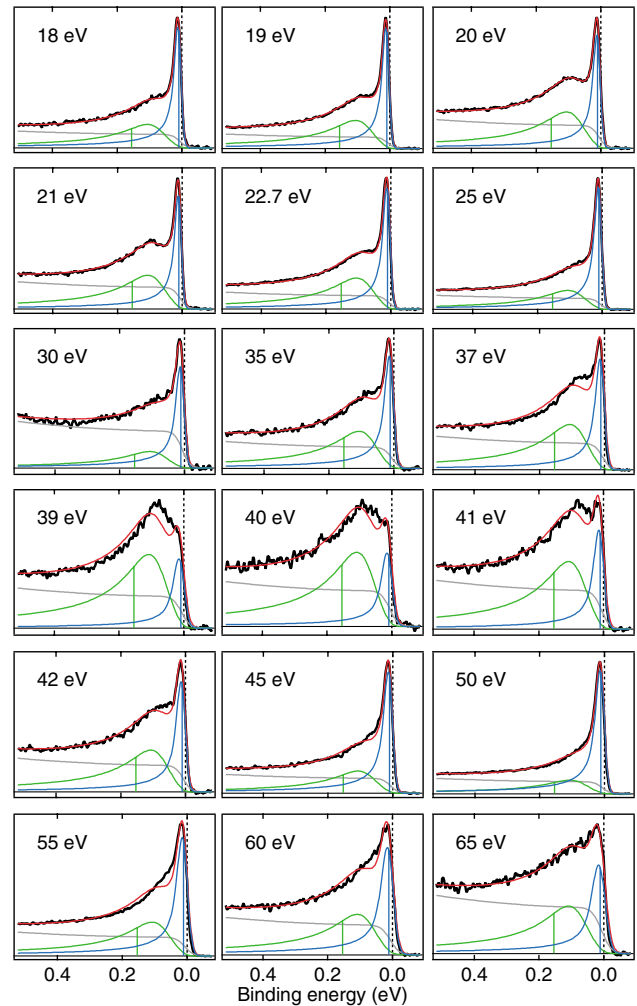 18 eV
19 eV
20 eV
21 eV
22.7 eV
25 eV
30 eV
35 eV
37 eV
39 eV
40 eV
41 eV
42 eV
45 eV
50 eV
55 eV
60 eV
65 eV
0.4 0.2 0.0 0.4 0.2 0.0 0.4 0.2 0.0
Binding energy (eV)